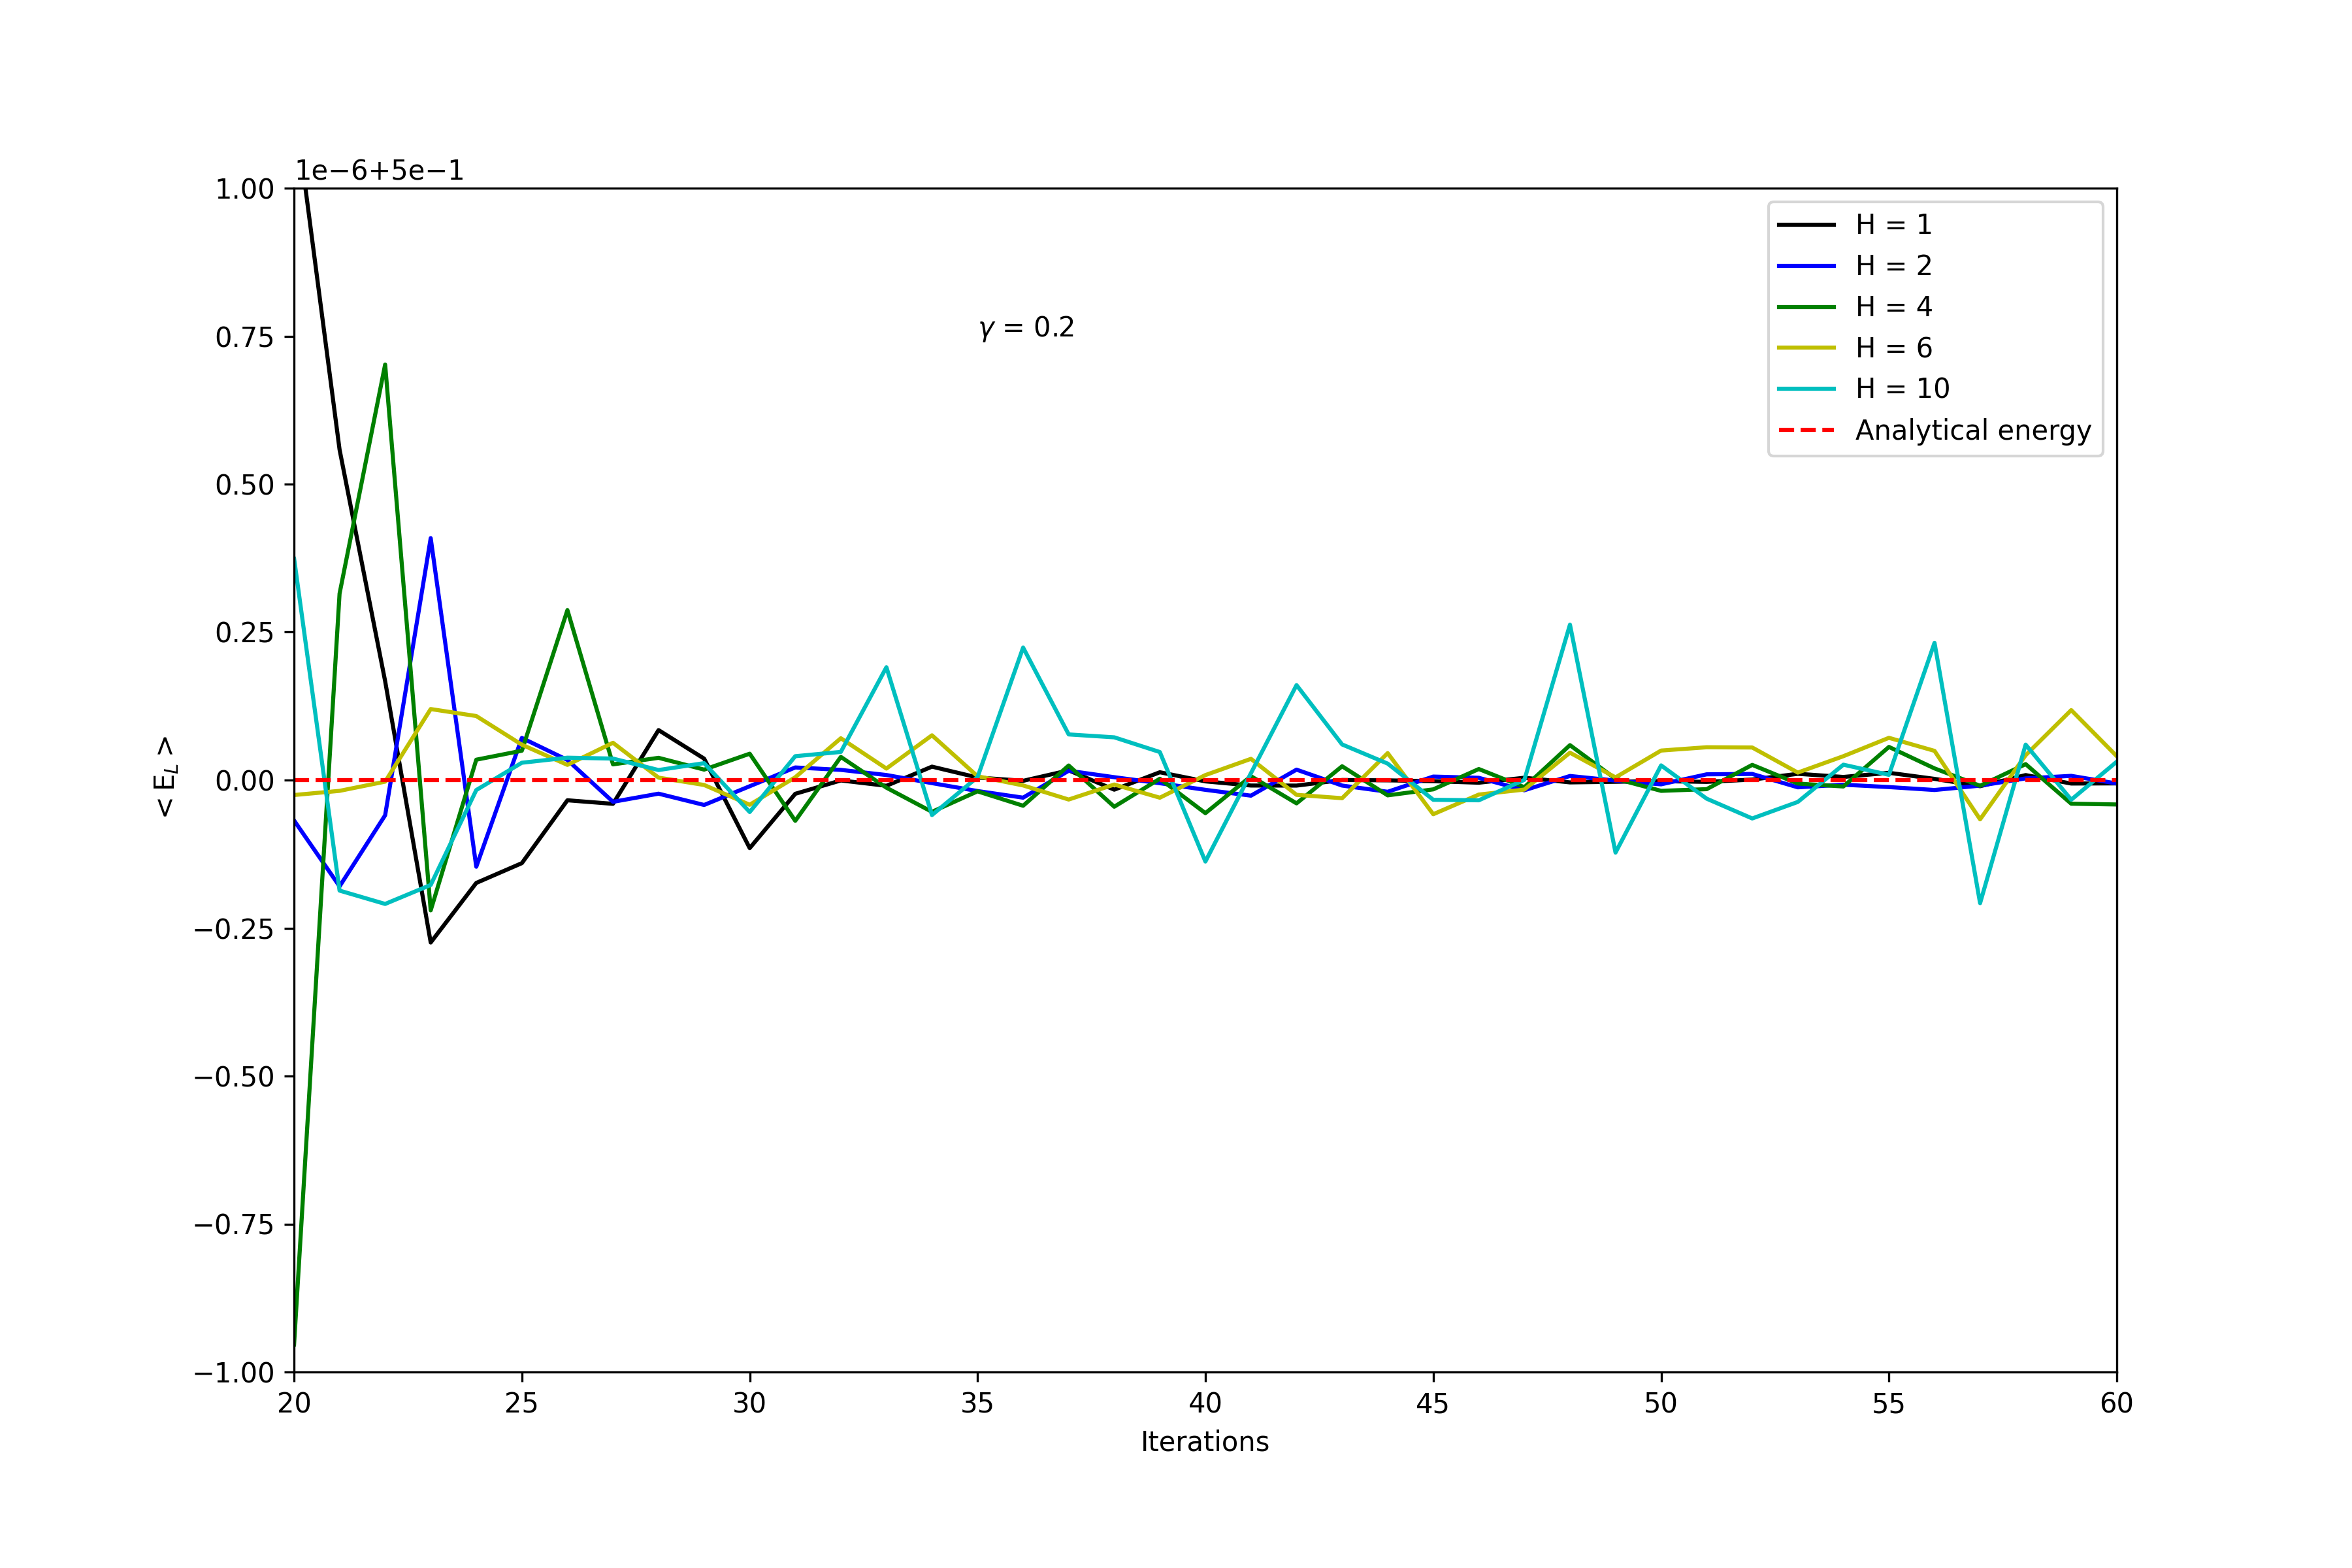 1e−6+5e−1
1.00
0.75
0.50
0.25
0.00
−0.25
−0.50
−0.75
−1.00
<E_L>
γ = 0.2
H = 1
H = 2
H = 4
H = 6
H = 10
Analytical energy
20 25 30 35 40 45 50 55 60
Iterations